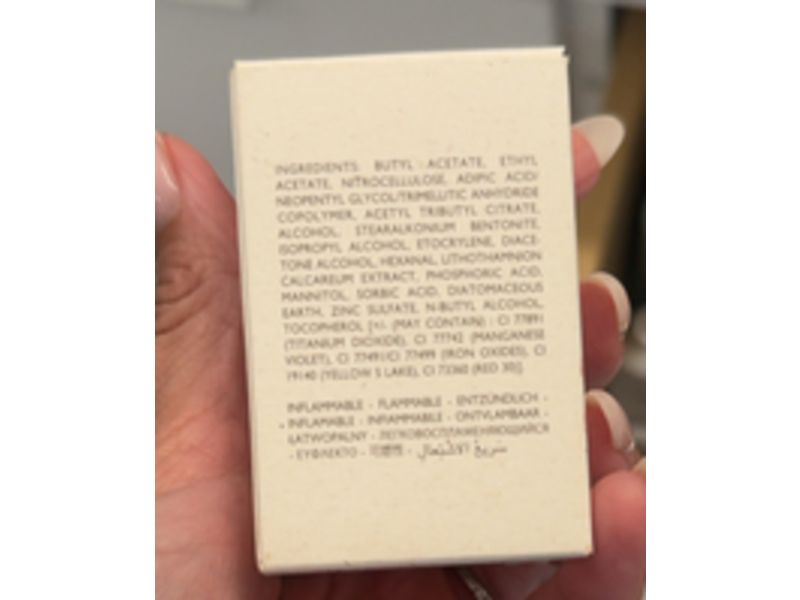 INGREDIENTS: BUTYL ACETATE, ETHYL
ACETATE, NITROCELLULOSE, ADIPIC ACID/
NEOPENTYL GLYCOL/TRIMELLITIC ANHYDRIDE
COPOLYMER, ACETYL TRIBUTYL CITRATE,
ALCOHOL, STEARALKONIUM BENTONITE,
ISOPROPYL ALCOHOL, ETOCRYLENE, DIACE-
TONE ALCOHOL, HEXANAL, LITHOTHAMNION
CALCAREUM EXTRACT, PHOSPHORIC ACID,
MANNITOL, SORBIC ACID, DIATOMACEOUS
EARTH, ZINC SULFATE, N-BUTYL ALCOHOL,
TOCOPHEROL [+/- (MAY CONTAIN) : CI 77891
(TITANIUM DIOXIDE), CI 77742 (MANGANESE
VIOLET), CI 77491/CI 77499 (IRON OXIDES), CI
19140 (YELLOW 5 LAKE), CI 73360 (RED 30)].
INFLAMMABLE - FLAMMABLE - ENTZÜNDLICH -
- INFLAMABLE - INFIAMMABILE - ONTVLAMBAAR -
ŁATWOPALNY - ЛЕГКОВОСПЛАМЕНЯЮЩИЙСЯ
- ΕΥΦΛΕΚΤΟ - سريع الاشتعال